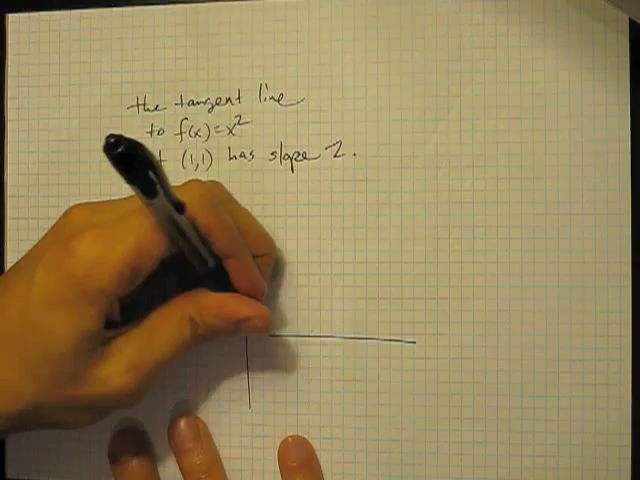 the tangent line
to f(x)=x²
(1,1) has slope 2.